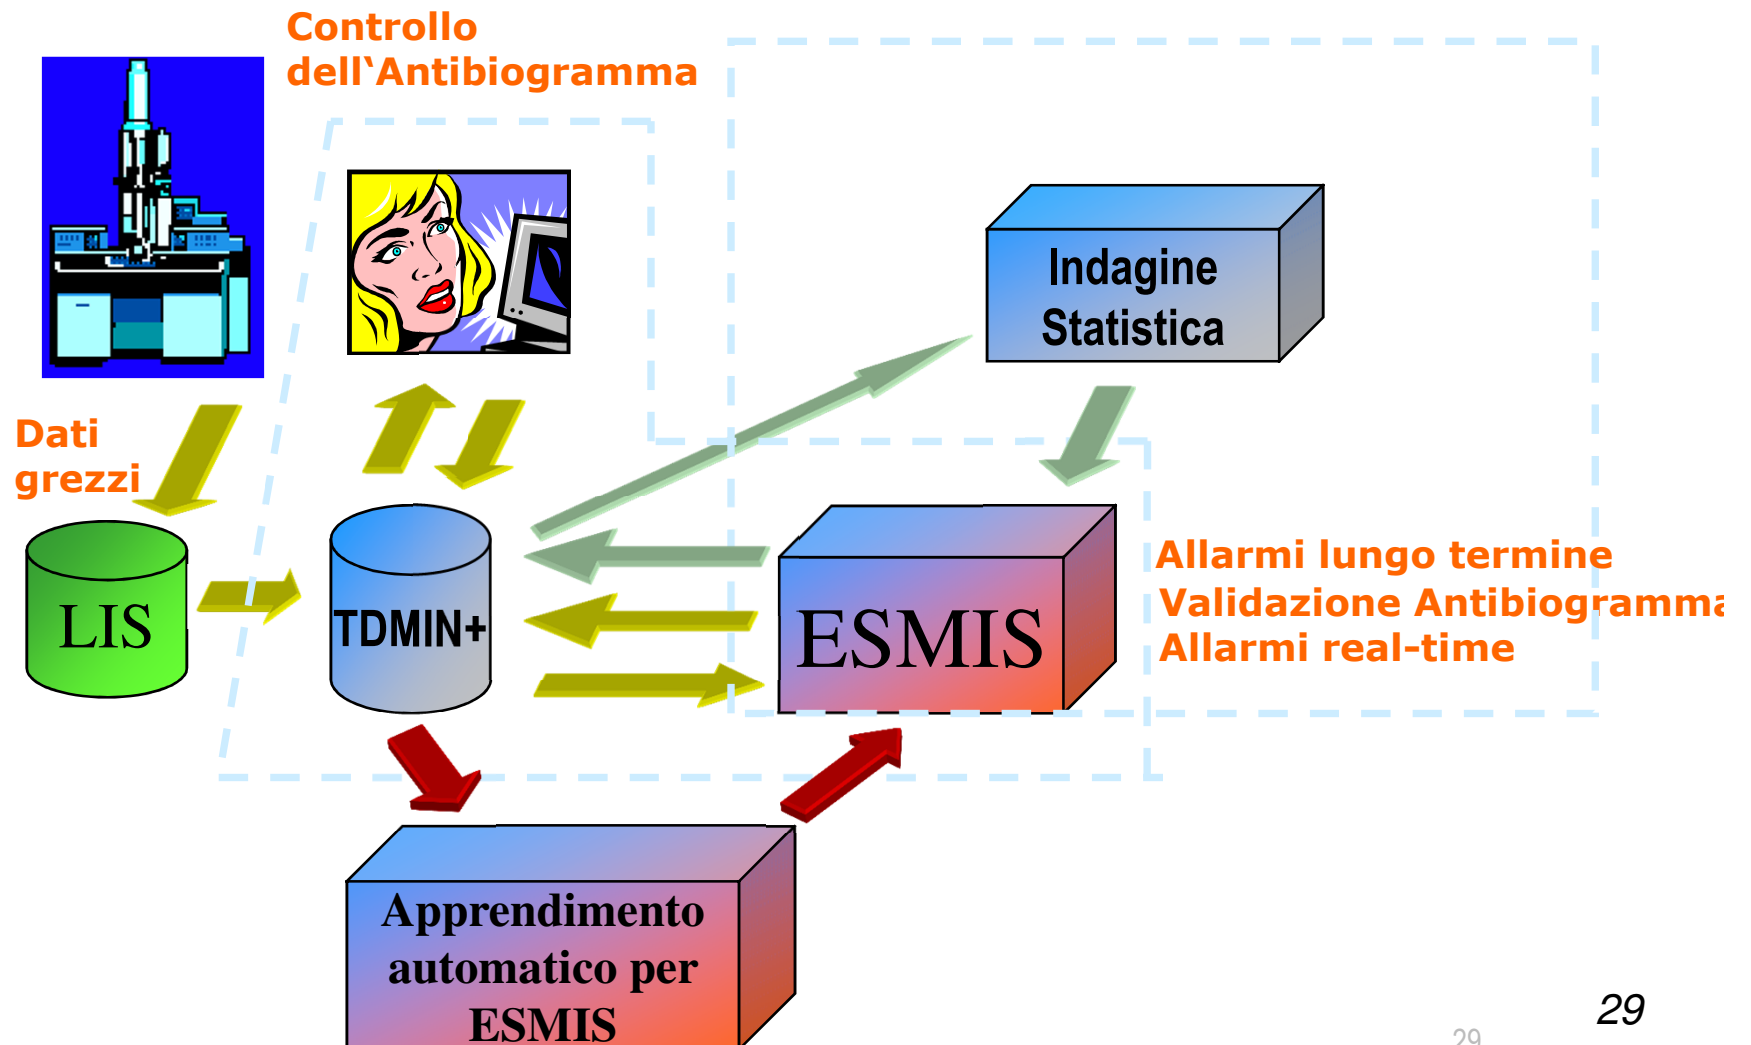 Controllo
dell‘Antibiogramma
Indagine
Statistica
Dati
grezzi
LIS
TDMIN+
ESMIS
Allarmi lungo termine
Validazione Antibiogramma
Allarmi real-time
Apprendimento
automatico per
ESMIS
29
29